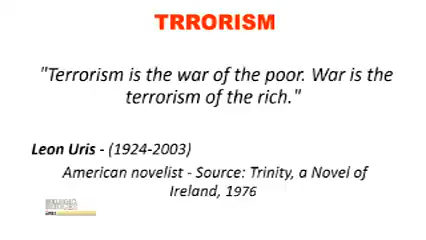 TRRORISM
"Terrorism is the war of the poor. War is the
terrorism of the rich."
Leon Uris - (1924-2003)
American novelist - Source: Trinity, a Novel of
Ireland, 1976